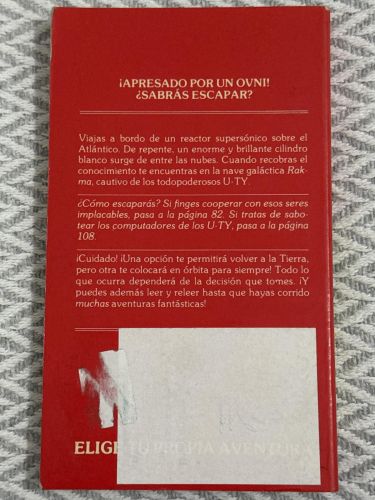 ¡APRESADO POR UN OVNI!
¿SABRÁS ESCAPAR?
Viajas a bordo de un reactor supersónico sobre el
Atlántico. De repente, un enorme y brillante cilindro
blanco surge de entre las nubes. Cuando recobras el
conocimiento te encuentras en la nave galáctica Rak-
ma, cautivo de los todopoderosos U-TY.
¿Cómo escaparás? Si finges cooperar con esos seres
implacables, pasa a la página 82. Si tratas de sabo-
tear los computadores de los U-TY, pasa a la página
108.
¡Cuidado! ¡Una opción te permitirá volver a la Tierra,
pero otra te colocará en órbita para siempre! Todo lo
que ocurra dependerá de la decisión que tomes. ¡Y
puedes además leer y releer hasta que hayas corrido
muchas aventuras fantásticas!
ELIGE TU PROPIA AVENTURA